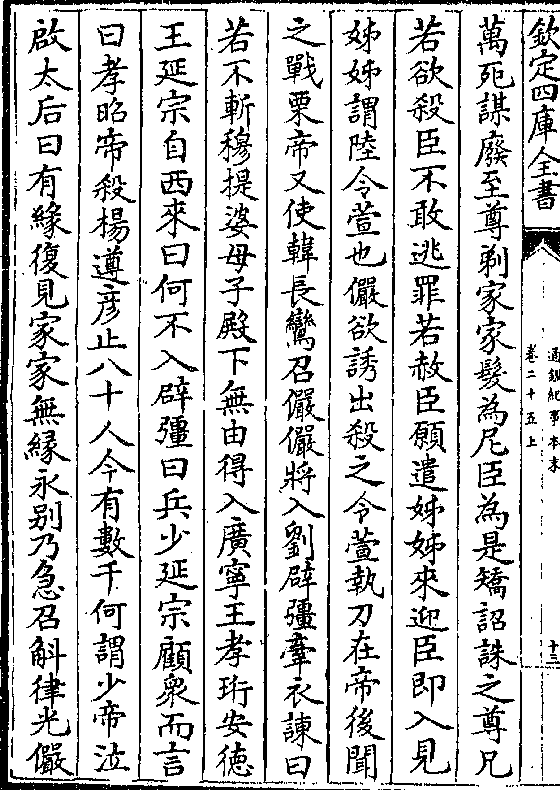 欽定四庫全書
通鑑紀事本末
卷二十五上
十三
萬死謀廢至尊剃家家髮為尼臣為是矯詔誅之尊兄
若欲殺臣不敢逃罪若赦臣願遣姊姊來迎臣即入見
姊姊謂陸令萱也儼欲誘出殺之令萱執刀在帝後聞
之戰栗帝又使韓長鸞召儼儼將入劉辟彊牽衣諫曰
若不斬穆提婆母子殿下無由得入廣寧王孝珩安徳
王延宗自西來曰何不入辟彊曰兵少延宗顧衆而言
曰孝昭帝殺楊遵彦止八十人今有數千何謂少帝泣
啟太后曰有緣復見家家無緣永别乃急召斛律光儼